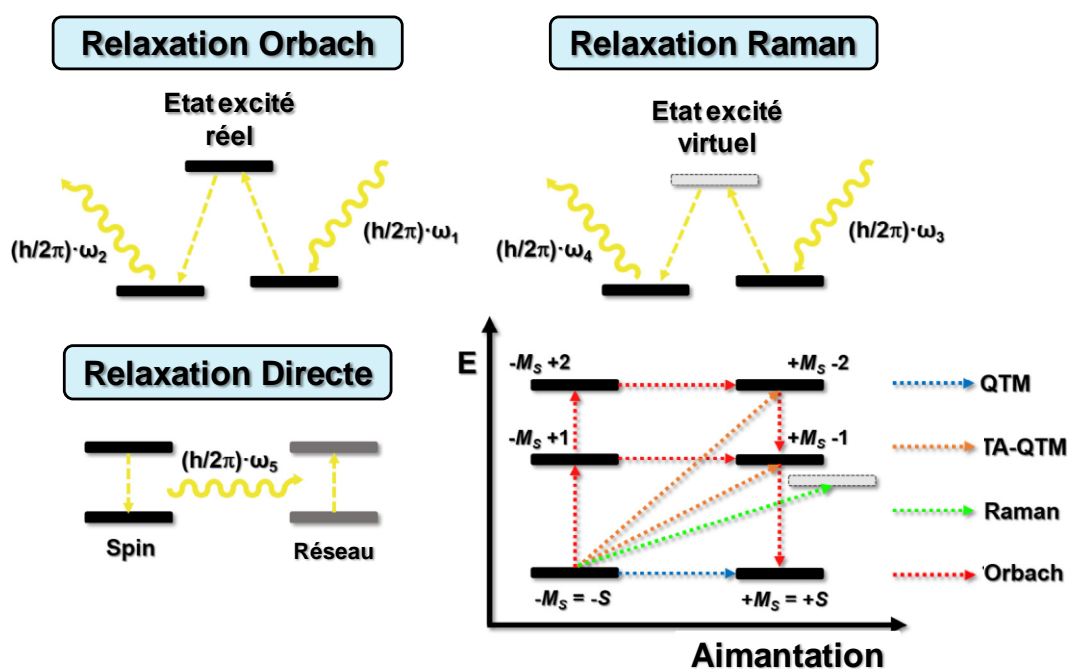 Relaxation Orbach
Etat excité
réel
(h/2π)·ω₂
(h/2π)·ω₁
Relaxation Raman
Etat excité
virtuel
(h/2π)·ω₄
(h/2π)·ω₃
Relaxation Directe
(h/2π)·ω₅
Spin
Réseau
E
-Mₛ +2
+Mₛ -2
-Mₛ +1
+Mₛ -1
-Mₛ = -S
+Mₛ = +S
Aimantation
QTM
TA-QTM
Raman
Orbach